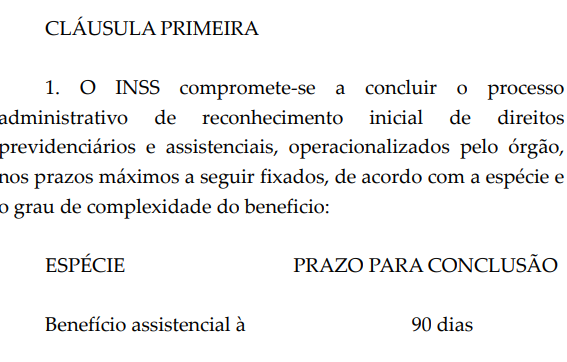 CLÁUSULA PRIMEIRA
1. O INSS compromete-se a concluir o processo
administrativo de reconhecimento inicial de direitos
previdenciários e assistenciais, operacionalizados pelo órgão,
nos prazos máximos a seguir fixados, de acordo com a espécie e
o grau de complexidade do beneficio:
ESPÉCIE PRAZO PARA CONCLUSÃO
Benefício assistencial à 90 dias